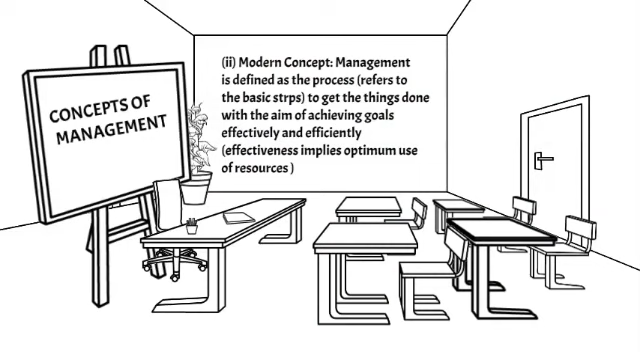 CONCEPTS OF
MANAGEMENT
(ii) Modern Concept: Management
is defined as the process (refers to
the basic strps) to get the things done
with the aim of achieving goals
effectively and efficiently
(effectiveness implies optimum use
of resources )